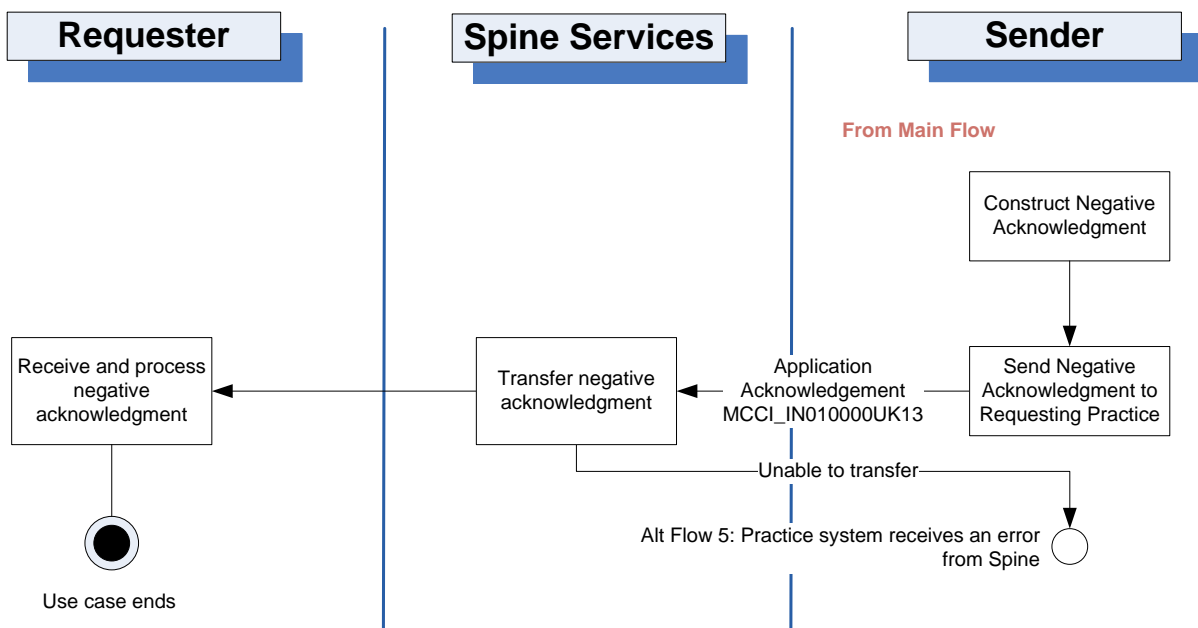 Requester
Spine Services
Sender
From Main Flow
Construct Negative
Acknowledgment
Receive and process
negative
acknowledgment
Transfer negative
acknowledgment
Application
Acknowledgement
MCCI_IN010000UK13
Send Negative
Acknowledgment to
Requesting Practice
Unable to transfer
Alt Flow 5: Practice system receives an error
from Spine
Use case ends